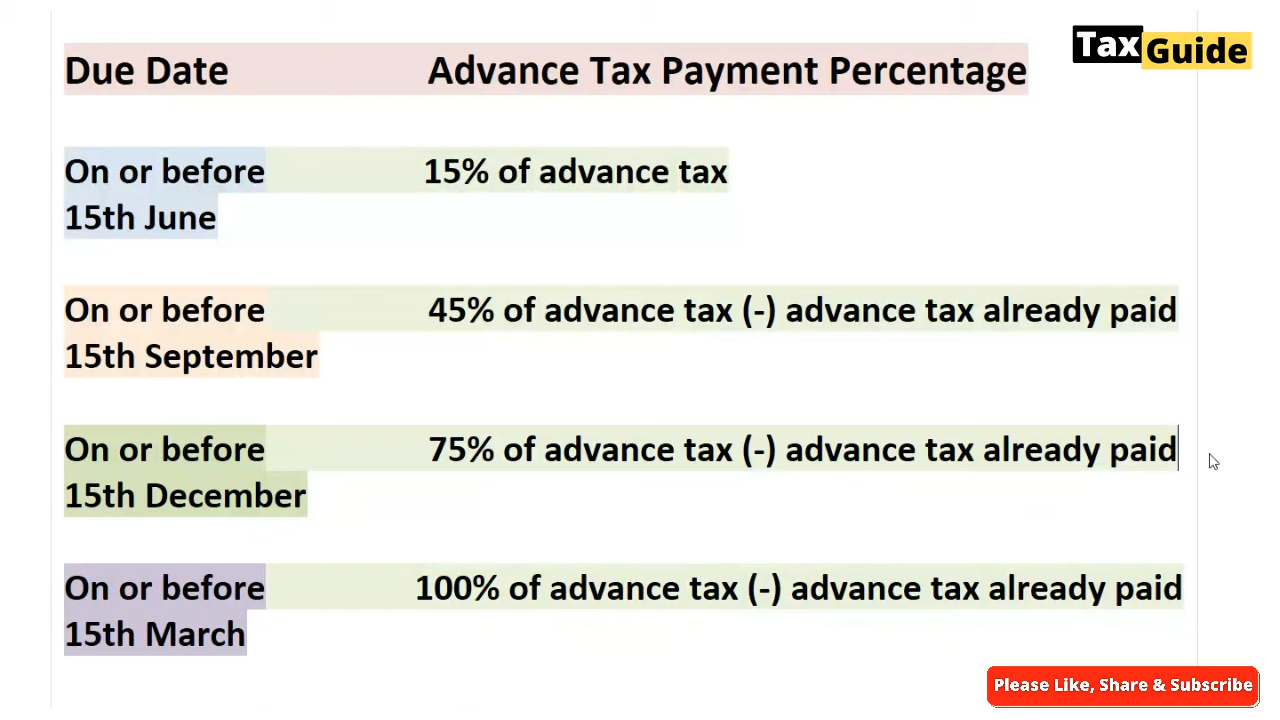 Tax Guide
Due Date Advance Tax Payment Percentage
On or before 15% of advance tax
15th June
On or before 45% of advance tax (-) advance tax already paid
15th September
On or before 75% of advance tax (-) advance tax already paid
15th December
On or before 100% of advance tax (-) advance tax already paid
15th March
Please Like, Share & Subscribe